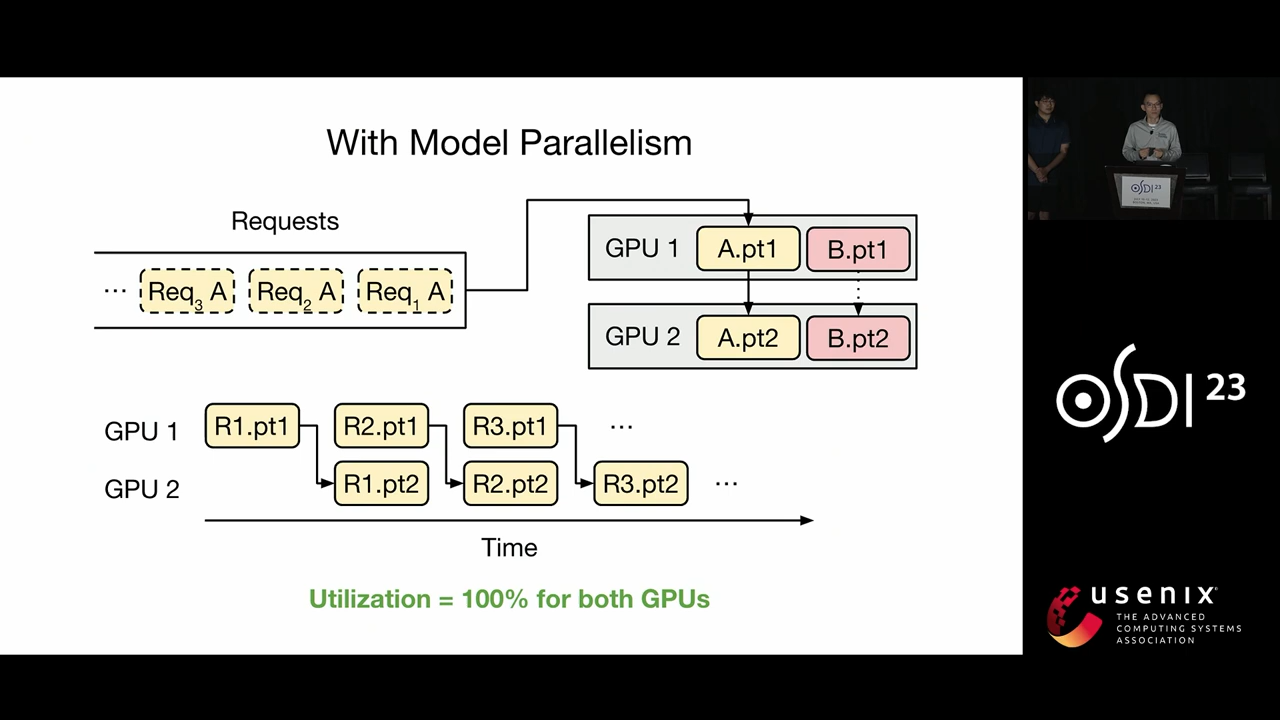 With Model Parallelism
Requests
... Req3 A Req2 A Req1 A
GPU 1 A.pt1 B.pt1
GPU 2 A.pt2 B.pt2
GPU 1 R1.pt1 R2.pt1 R3.pt1 ...
GPU 2 R1.pt2 R2.pt2 R3.pt2 ...
Time
Utilization = 100% for both GPUs
OSDI 23
OSDI 23
usenix
THE ADVANCED
COMPUTING SYSTEMS
ASSOCIATION